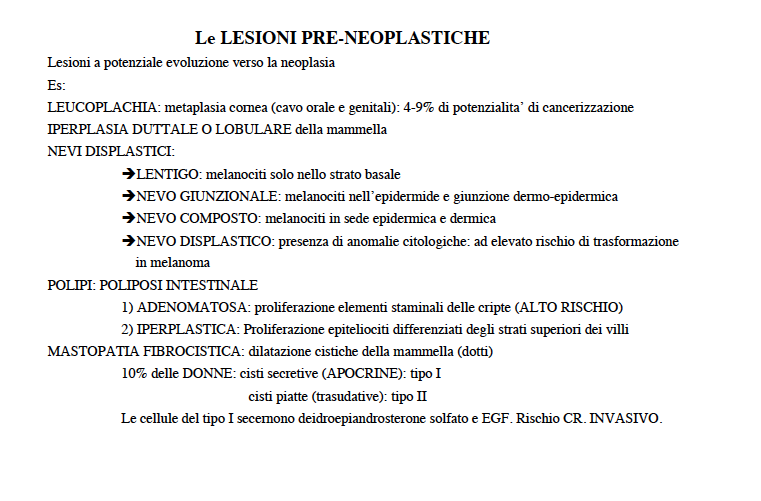 Le LESIONI PRE-NEOPLASTICHE
Lesioni a potenziale evoluzione verso la neoplasia
Es:
LEUCOPLACHIA: metaplasia cornea (cavo orale e genitali): 4-9% di potenzialita' di cancerizzazione
IPERPLASIA DUTTALE O LOBULARE della mammella
NEVI DISPLASTICI:
➔LENTIGO: melanociti solo nello strato basale
➔NEVO GIUNZIONALE: melanociti nell'epidermide e giunzione dermo-epidermica
➔NEVO COMPOSTO: melanociti in sede epidermica e dermica
➔NEVO DISPLASTICO: presenza di anomalie citologiche: ad elevato rischio di trasformazione
in melanoma
POLIPI: POLIPOSI INTESTINALE
1) ADENOMATOSA: proliferazione elementi staminali delle cripte (ALTO RISCHIO)
2) IPERPLASTICA: Proliferazione epiteliociti differenziati degli strati superiori dei villi
MASTOPATIA FIBROCISTICA: dilatazione cistiche della mammella (dotti)
10% delle DONNE: cisti secretive (APOCRINE): tipo I
cisti piatte (trasudative): tipo II
Le cellule del tipo I secernono deidroepiandrosterone solfato e EGF. Rischio CR. INVASIVO.